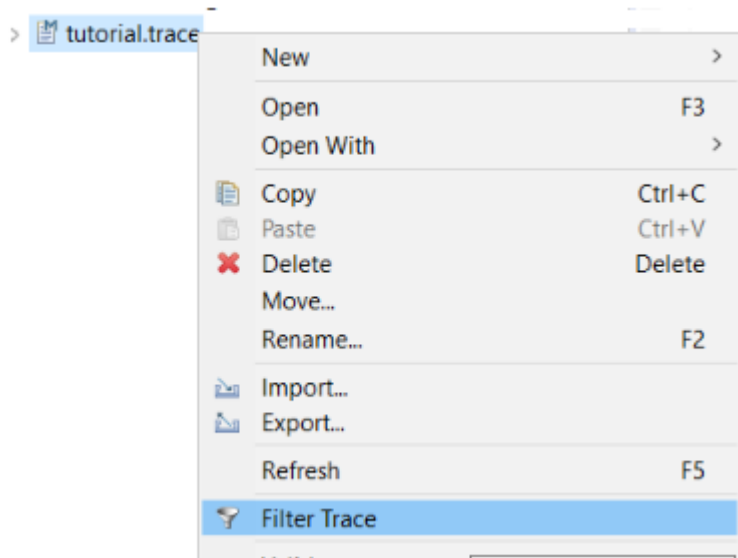 tutorial.trace
New
Open F3
Open With
Copy Ctrl+C
Paste Ctrl+V
Delete Delete
Move...
Rename... F2
Import...
Export...
Refresh F5
Filter Trace